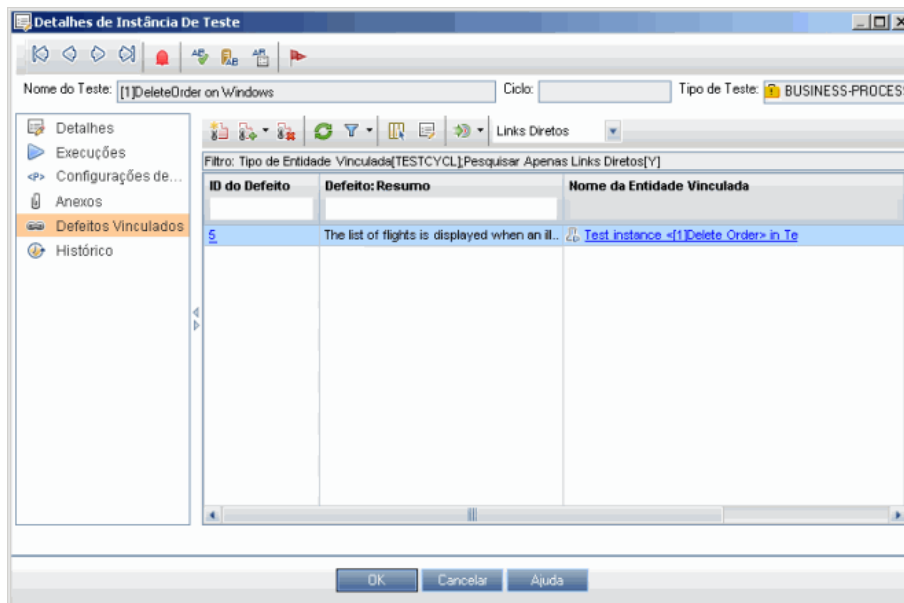 Detalhes de Instância De Teste
Nome do Teste: [1]DeleteOrder on Windows Ciclo: Tipo de Teste: BUSINESS-PROCES
Detalhes
Execuções
Configurações de...
Anexos
Defeitos Vinculados
Histórico
Links Diretos
Filtro: Tipo de Entidade Vinculada[TESTCYCL];Pesquisar Apenas Links Diretos[Y]
ID do Defeito Defeito:Resumo Nome da Entidade Vinculada
5 The list of flights is displayed when an ill... Test instance <[1]Delete Order> in Te
OK Cancelar Ajuda